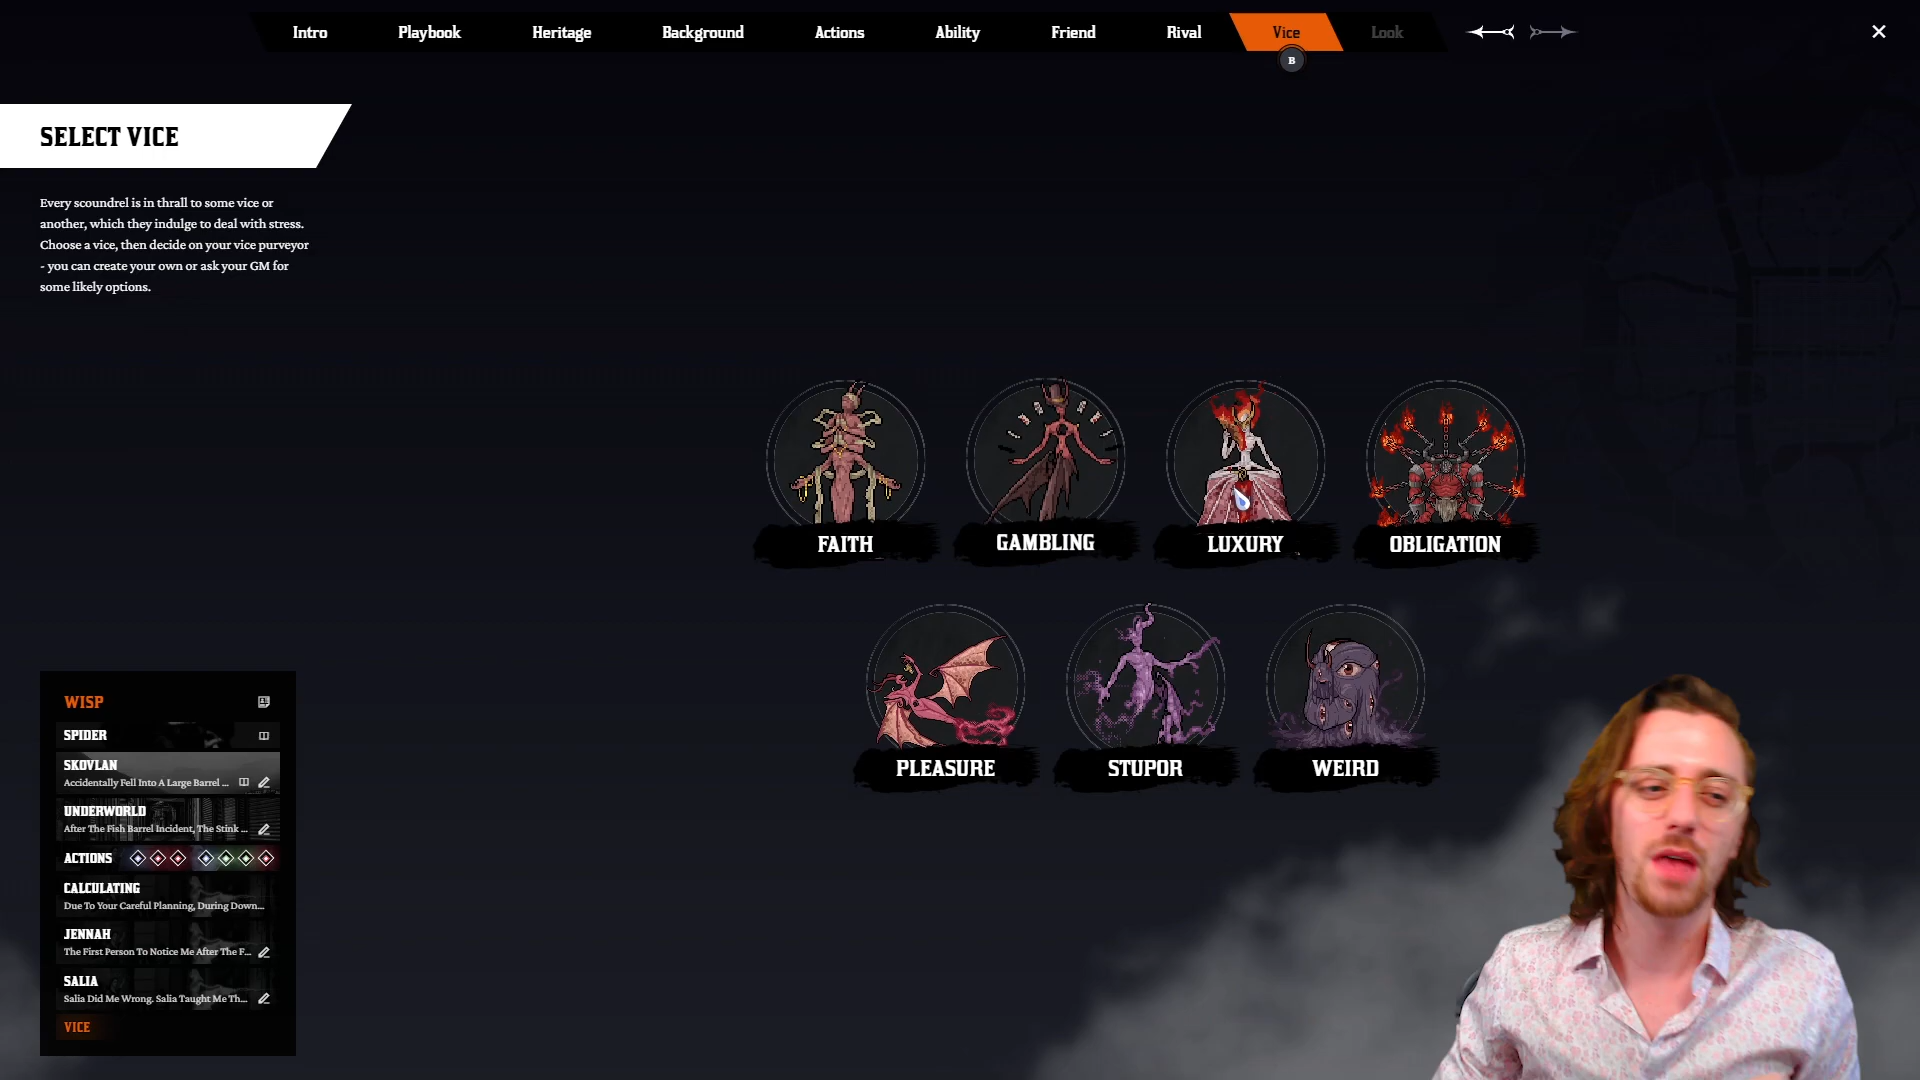 Intro Playbook Heritage Background Actions Ability Friend Rival Vice Look
B
SELECT VICE
Every scoundrel is in thrall to some vice or
another, which they indulge to deal with stress.
Choose a vice, then decide on your vice purveyor
- you can create your own or ask your GM for
some likely options.
FAITH GAMBLING LUXURY OBLIGATION
PLEASURE STUPOR WEIRD
WISP
SPIDER
SKOVLAN
Accidentally Fell Into A Large Barrel ...
UNDERWORLD
After The Fish Barrel Incident, The Stink ...
ACTIONS
CALCULATING
Due To Your Careful Planning, During Down...
JENNAH
The First Person To Notice Me After The F...
SALIA
Salia Did Me Wrong. Salia Taught Me Th...
VICE